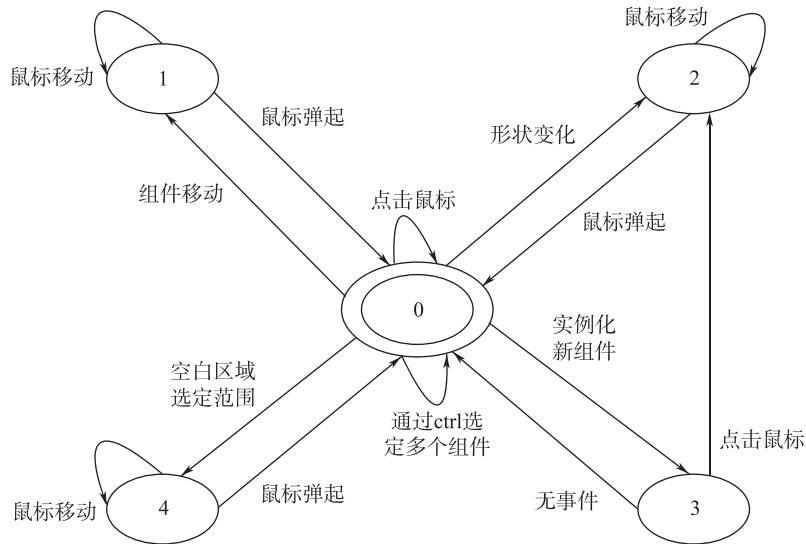 鼠标移动
鼠标移动
1
2
鼠标弹起
形状变化
组件移动
点击鼠标
鼠标弹起
0
实例化
新组件
空白区域
选定范围
通过ctrl选
定多个组件
点击鼠标
鼠标弹起
无事件
鼠标移动
4
3